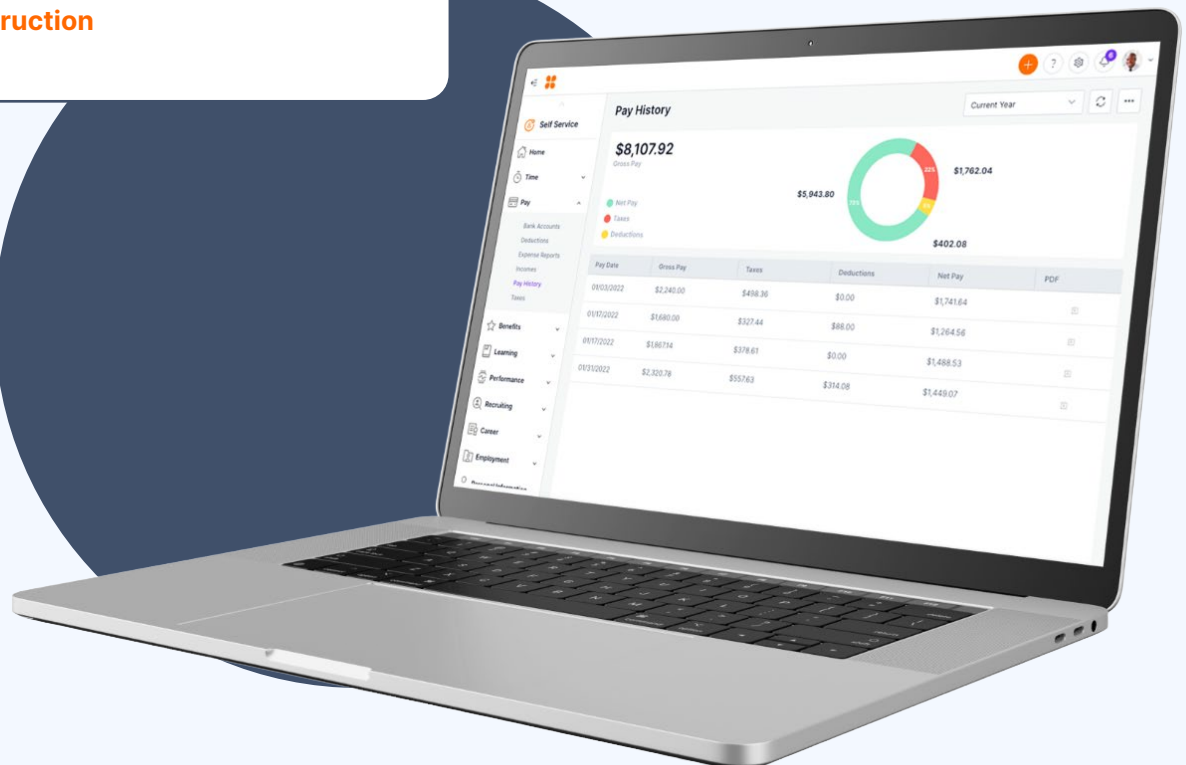 ruction
Self Service
Home
Time
Pay
Bank Accounts
Deductions
Expense Reports
Incomes
Pay History
Taxes
Benefits
Learning
Performance
Recruiting
Career
Employment
Pay History
Current Year
$8,107.92
Gross Pay
Net Pay
Taxes
Deductions
$5,943.80
22%
$1,762.04
$402.08
Pay Date Gross Pay Taxes Deductions Net Pay PDF
01/03/2022 $2,240.00 $498.36 $0.00 $1,741.64
01/17/2022 $1,680.00 $327.44 $88.00 $1,264.56
01/17/2022 $1,867.14 $378.61 $0.00 $1,488.53
01/31/2022 $2,320.78 $557.63 $314.08 $1,449.07